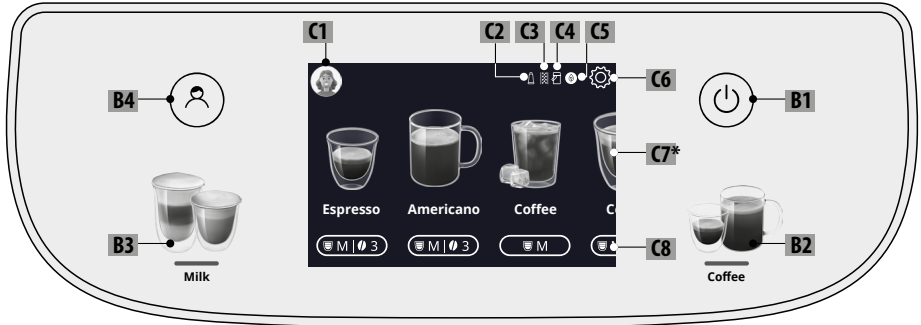 C1
C2 C3 C4 C5
B4
C6
B1
C7*
Espresso Americano Coffee C
M 3 M 3 M
B3
C8
B2
Milk
Coffee